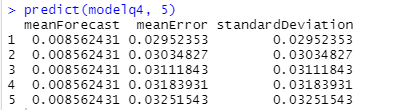 > predict(modelq4, 5)
meanForecast meanError standardDeviation
1 0.008562431 0.02952353 0.02952353
2 0.008562431 0.03034827 0.03034827
3 0.008562431 0.03111843 0.03111843
4 0.008562431 0.03183931 0.03183931
5 0.008562431 0.03251543 0.03251543